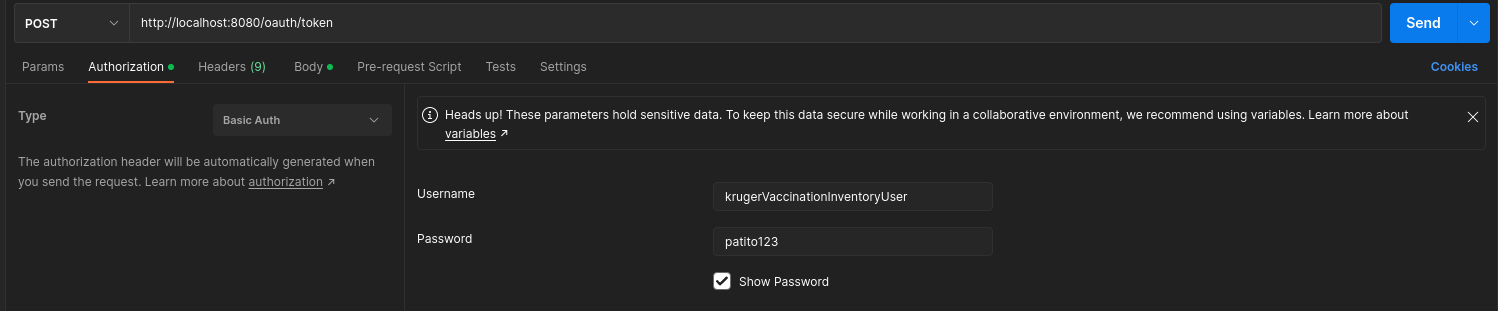 POST http://localhost:8080/oauth/token Send
Params Authorization Headers (9) Body Pre-request Script Tests Settings Cookies
Type Basic Auth
The authorization header will be automatically generated when
you send the request. Learn more about authorization ↗
Heads up! These parameters hold sensitive data. To keep this data secure while working in a collaborative environment, we recommend using variables. Learn more about
variables ↗
Username krugerVaccinationInventoryUser
Password patito123
Show Password